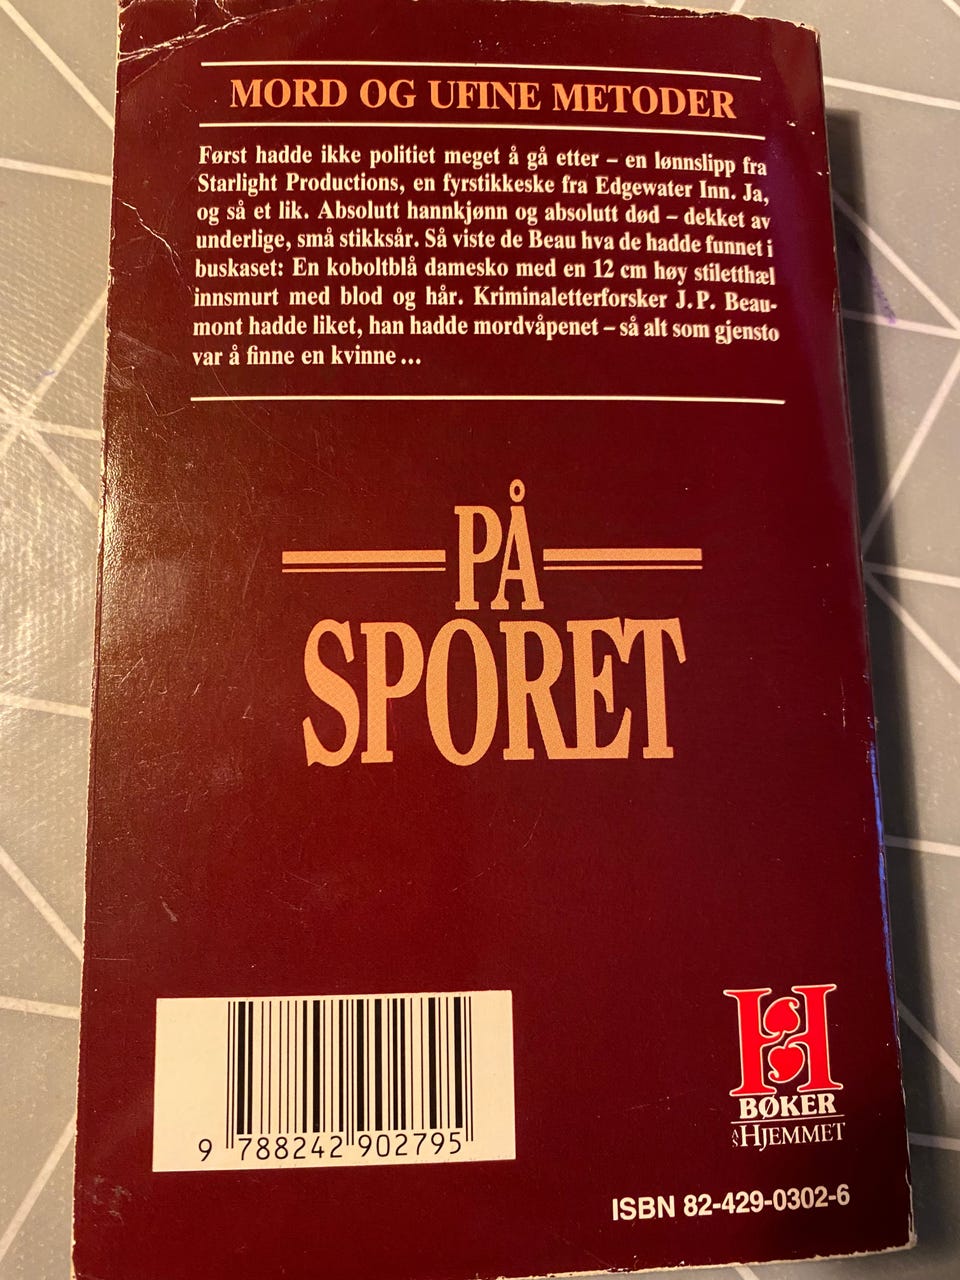 MORD OG UFINE METODER
Først hadde ikke politiet meget å gå etter – en lønnslipp fra
Starlight Productions, en fyrstikkeske fra Edgewater Inn. Ja,
og så et lik. Absolutt hannkjønn og absolutt død – dekket av
underlige, små stikksår. Så viste de Beau hva de hadde funnet i
buskaset: En koboltblå damesko med en 12 cm høy stiletthæl
innsmurt med blod og hår. Kriminaletterforsker J. P. Beau-
mont hadde liket, han hadde mordvåpenet – så alt som gjensto
var å finne en kvinne ...
PÅ
SPORET
9 788242 902795
H
BØKER
AS HJEMMET
ISBN 82-429-0302-6